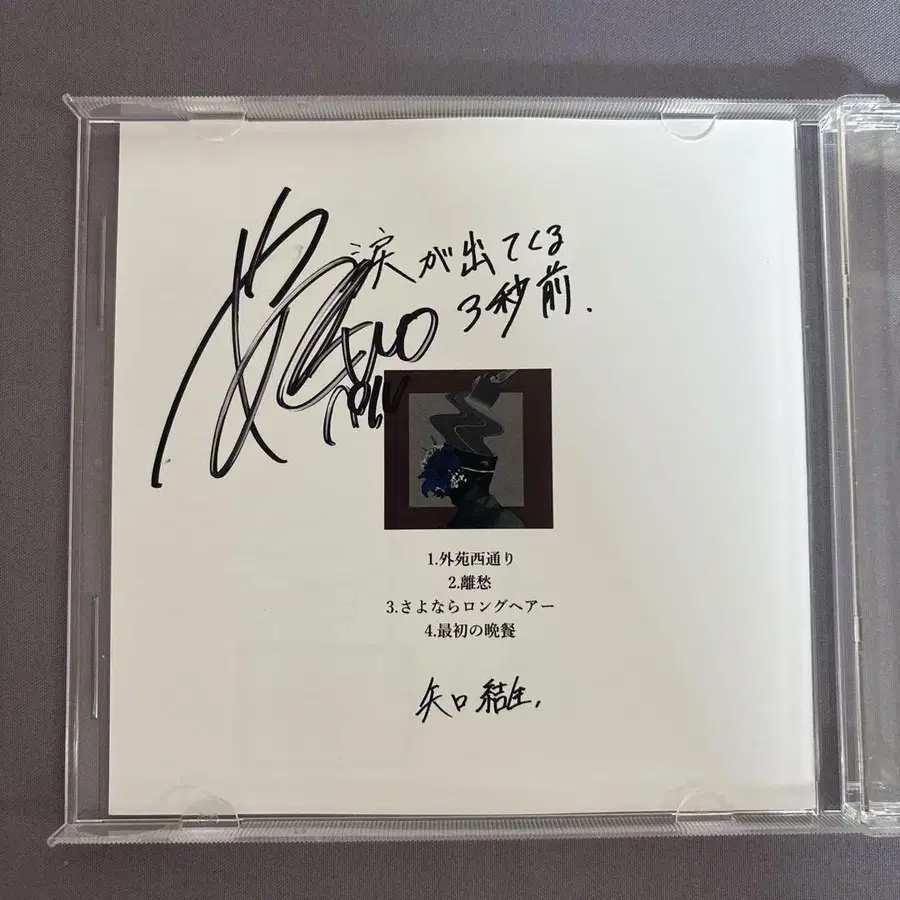 涙が出てくる
3秒前.
1.外苑西通り
2.離愁
3.さよならロングヘアー
4.最初の晩餐
矢口結生.